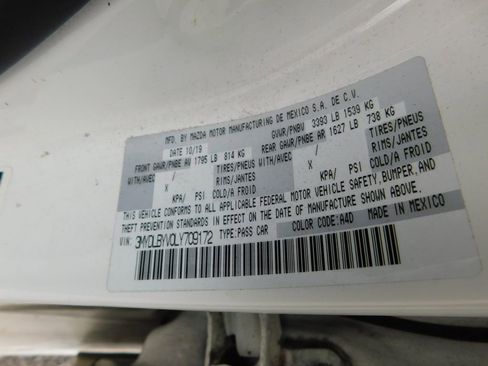 MFD. BY MAZDA MOTOR MANUFACTURING DE MEXICO S.A. DE C.V.
DATE 10/19 GVWR/PNBV 3393 LB 1539 KG
FRONT GAWR/PNBE AV 1795 LB 814 KG REAR GAWR/PNBE AR 1627 LB 738 KG
WITH/AVEC / TIRES/PNEUS WITH/AVEC / TIRES/PNEUS
X RIMS/JANTES X RIMS/JANTES
KPA/ PSI COLD/A FROID KPA/ PSI COLD/A FROID
THIS VEHICLE CONFORMS TO ALL APPLICABLE FEDERAL MOTOR VEHICLE SAFETY, BUMPER, AND
THEFT PREVENTION STANDARDS IN EFFECT ON THE DATE OF MANUFACTURE SHOWN ABOVE.
VIN: 3MYDLBYV0LY709172 TYPE: PASS CAR COLOR CODE: A4D MADE IN MEXICO